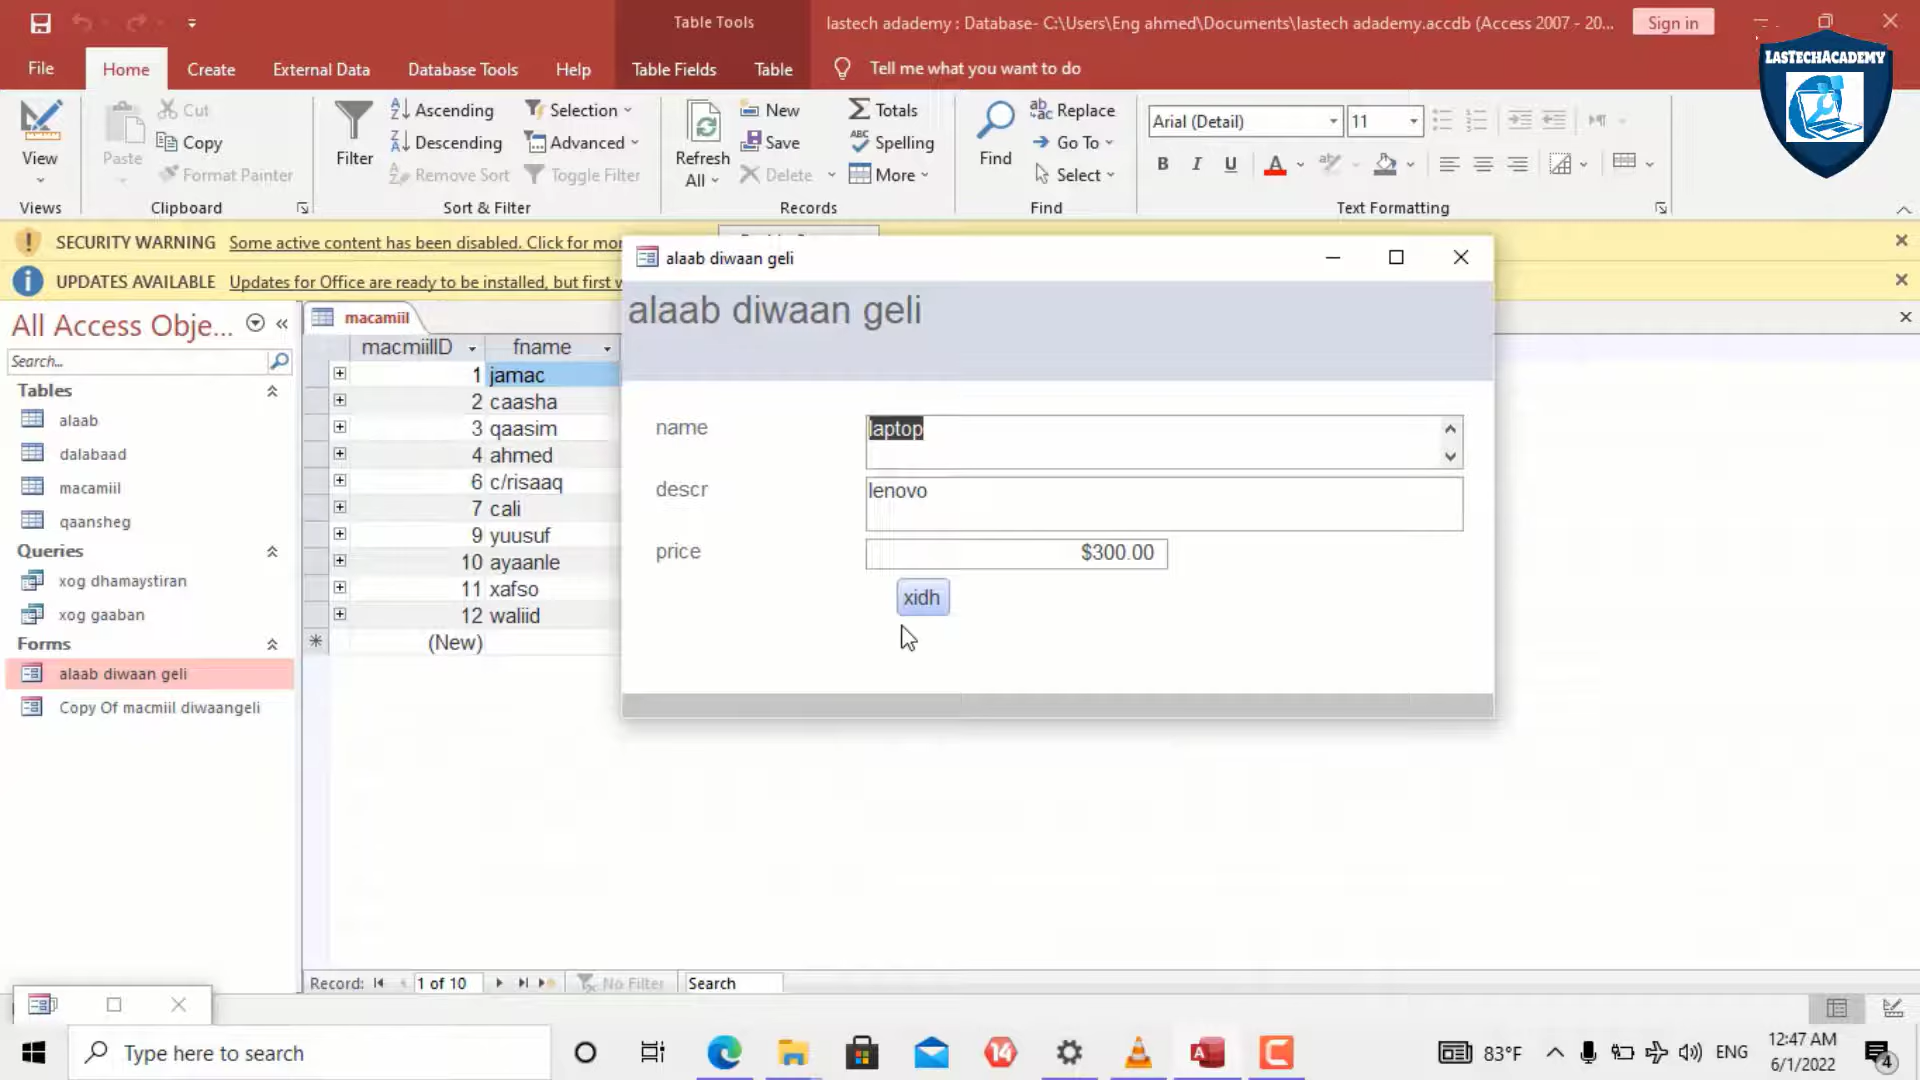 Table Tools
lastech adademy : Database- C:\Users\Eng ahmed\Documents\lastech adademy.accdb (Access 2007 - 20...
Sign in
File
Home
Create
External Data
Database Tools
Help
Table Fields
Table
Tell me what you want to do
LASTECHACADEMY
View
Paste
Cut
Copy
Format Painter
Filter
Ascending
Descending
Remove Sort
Selection
Advanced
Toggle Filter
Refresh
All
New
Save
Delete
Totals
Spelling
More
Find
Replace
Go To
Select
Arial (Detail)
11
B I U
Views
Clipboard
Sort & Filter
Records
Find
Text Formatting
SECURITY WARNING Some active content has been disabled. Click for mor
UPDATES AVAILABLE Updates for Office are ready to be installed, but first w
All Access Obje...
Search...
Tables
alaab
dalabaad
macamiil
qaansheg
Queries
xog dhamaystiran
xog gaaban
Forms
alaab diwaan geli
Copy Of macmiil diwaangeli
macamiil
macmiilID fname
1 jamac
2 caasha
3 qaasim
4 ahmed
6 c/risaaq
7 cali
9 yuusuf
10 ayaanle
11 xafso
12 waliid
(New)
alaab diwaan geli
alaab diwaan geli
name laptop
descr lenovo
price $300.00
xidh
Record: 1 of 10 No Filter Search
Type here to search
14
83°F
ENG
12:47 AM
6/1/2022
4